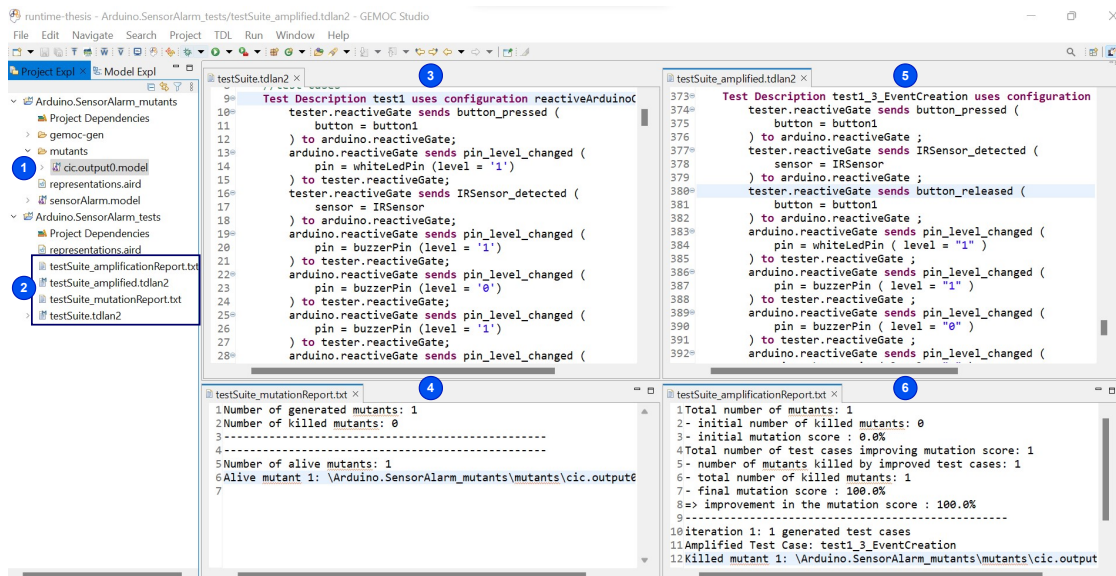 runtime-thesis - Arduino.SensorAlarm_tests/testSuite_amplified.tdlan2 - GEMOC Studio
File Edit Navigate Search Project TDL Run Window Help
Project Expl
Model Expl
Arduino.SensorAlarm_mutants
Project Dependencies
gemoc-gen
mutants
1
cic.output0.model
representations.aird
sensorAlarm.model
Arduino.SensorAlarm_tests
Project Dependencies
representations.aird
testSuite_amplificationReport.txt
2
testSuite_amplified.tdlan2
testSuite_mutationReport.txt
testSuite.tdlan2
testSuite.tdlan2
3
9 Test Description test1 uses configuration reactiveArduinoC
10 tester.reactiveGate sends button_pressed (
11 button = button1
12 ) to arduino.reactiveGate;
13 arduino.reactiveGate sends pin_level_changed (
14 pin = whiteLedPin (level = '1')
15 ) to tester.reactiveGate;
16 tester.reactiveGate sends IRSensor_detected (
17 sensor = IRSensor
18 ) to arduino.reactiveGate;
19 arduino.reactiveGate sends pin_level_changed (
20 pin = buzzerPin (level = '1')
21 ) to tester.reactiveGate;
22 arduino.reactiveGate sends pin_level_changed (
23 pin = buzzerPin (level = '0')
24 ) to tester.reactiveGate;
25 arduino.reactiveGate sends pin_level_changed (
26 pin = buzzerPin (level = '1')
27 ) to tester.reactiveGate;
28 arduino.reactiveGate sends pin_level_changed (
testSuite_amplified.tdlan2
5
373 Test Description test1_3_EventCreation uses configuration
374 tester.reactiveGate sends button_pressed (
375 button = button1
376 ) to arduino.reactiveGate ;
377 tester.reactiveGate sends IRSensor_detected (
378 sensor = IRSensor
379 ) to arduino.reactiveGate ;
380 tester.reactiveGate sends button_released (
381 button = button1
382 ) to arduino.reactiveGate ;
383 arduino.reactiveGate sends pin_level_changed (
384 pin = whiteLedPin ( level = "1" )
385 ) to tester.reactiveGate ;
386 arduino.reactiveGate sends pin_level_changed (
387 pin = buzzerPin ( level = "1" )
388 ) to tester.reactiveGate ;
389 arduino.reactiveGate sends pin_level_changed (
390 pin = buzzerPin ( level = "0" )
391 ) to tester.reactiveGate ;
392 arduino.reactiveGate sends pin_level_changed (
testSuite_mutationReport.txt
4
1 Number of generated mutants: 1
2 Number of killed mutants: 0
3 --------------------------------------------------
4 --------------------------------------------------
5 Number of alive mutants: 1
6 Alive mutant 1: \Arduino.SensorAlarm_mutants\mutants\cic.output0
7
testSuite_amplificationReport.txt
6
1 Total number of mutants: 1
2 - initial number of killed mutants: 0
3 - initial mutation score : 0.0%
4 Total number of test cases improving mutation score: 1
5 - number of mutants killed by improved test cases: 1
6 - total number of killed mutants: 1
7 - final mutation score : 100.0%
8 => improvement in the mutation score : 100.0%
9 --------------------------------------------------
10 iteration 1: 1 generated test cases
11 Amplified Test Case: test1_3_EventCreation
12 Killed mutant 1: \Arduino.SensorAlarm_mutants\mutants\cic.output